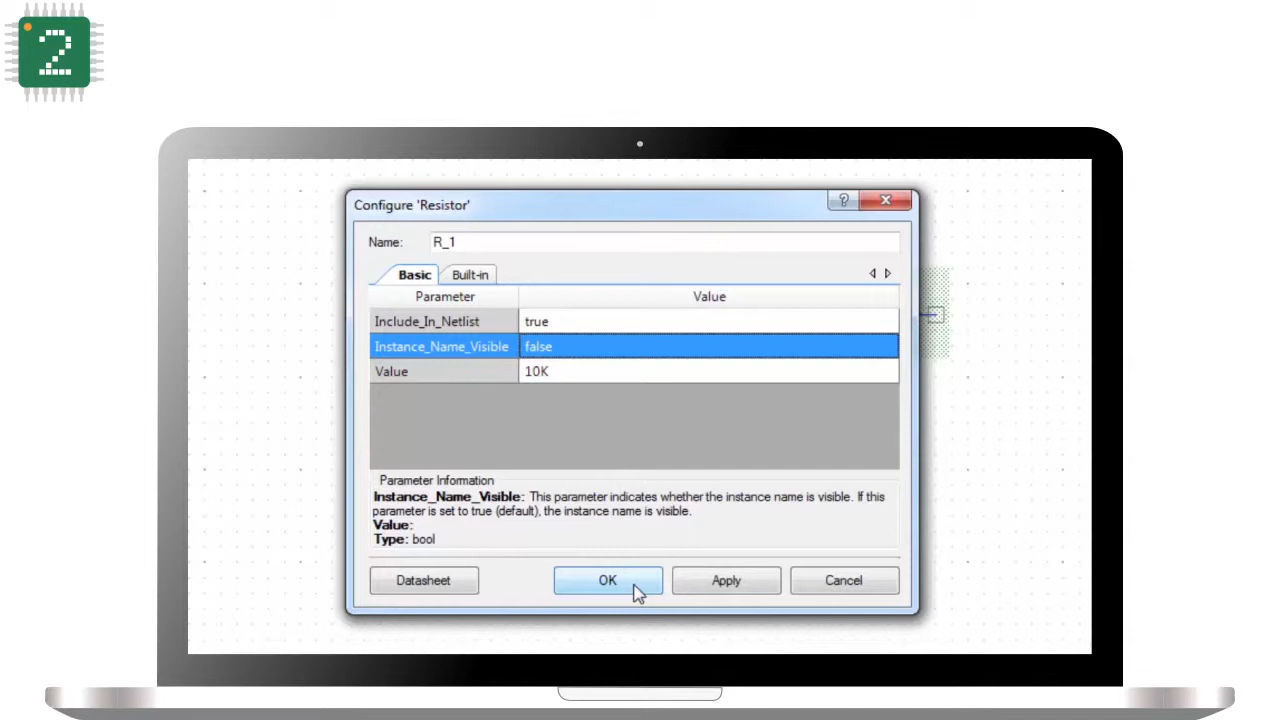 2
Configure 'Resistor'
?
Name: R_1
Basic Built-in
Parameter Value
Include_In_Netlist true
Instance_Name_Visible false
Value 10K
Parameter Information
Instance_Name_Visible: This parameter indicates whether the instance name is visible. If this
parameter is set to true (default), the instance name is visible.
Value:
Type: bool
Datasheet OK Apply Cancel